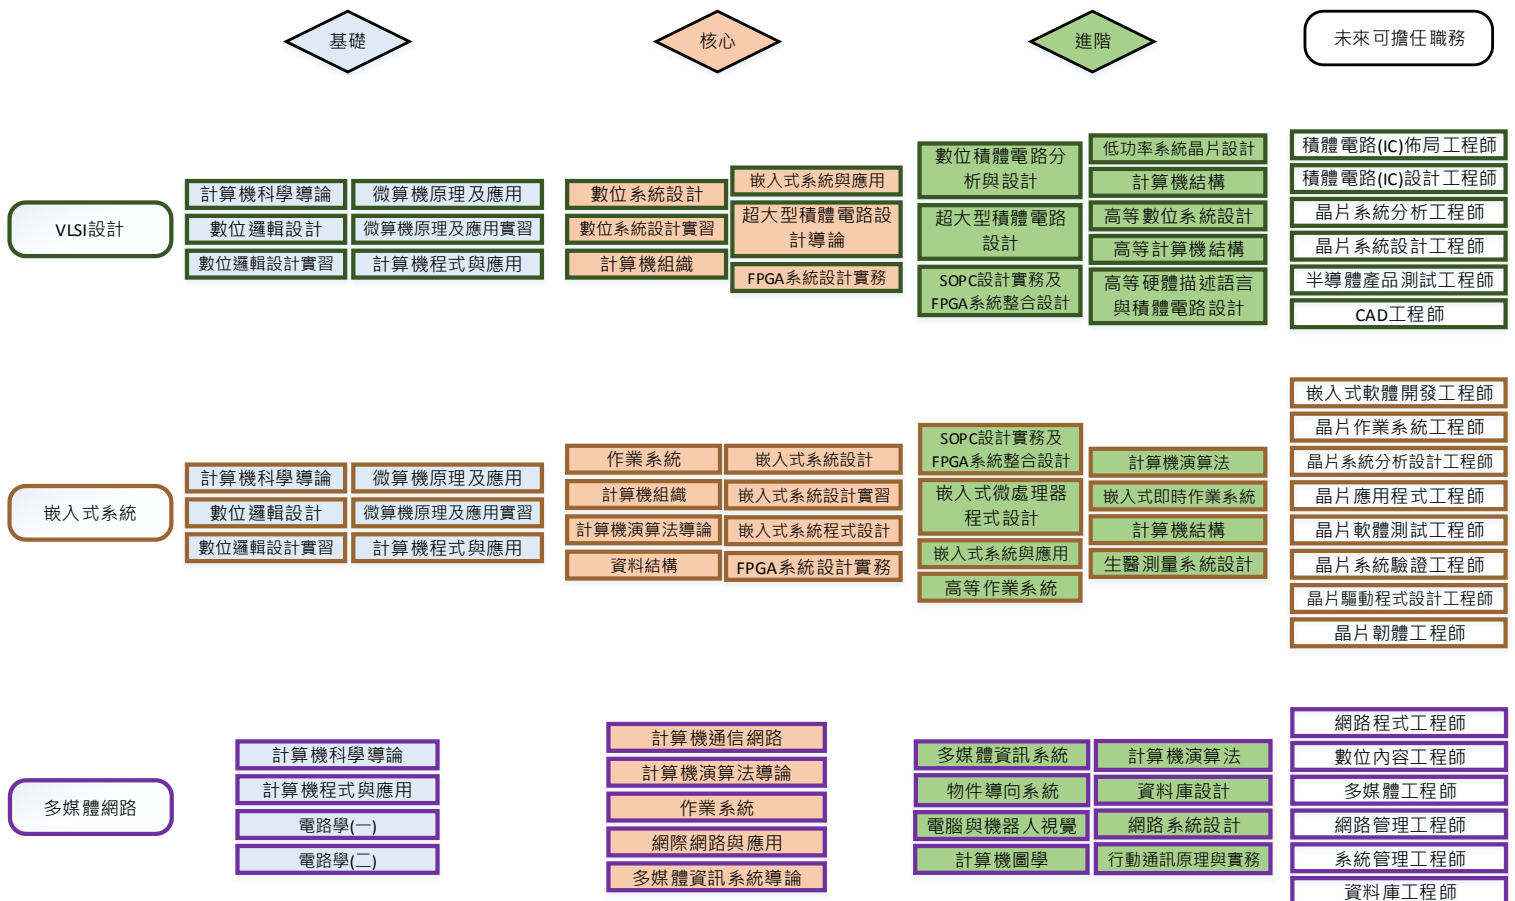 基礎
核心
進階
未來可擔任職務
VLSI設計
計算機科學導論
微算機原理及應用
數位邏輯設計
微算機原理及應用實習
數位邏輯設計實習
計算機程式與應用
數位系統設計
數位系統設計實習
計算機組織
嵌入式系統與應用
超大型積體電路設
計導論
FPGA系統設計實務
數位積體電路分
析與設計
超大型積體電路
設計
SOPC設計實務及
FPGA系統整合設計
低功率系統晶片設計
計算機結構
高等數位系統設計
高等計算機結構
高等硬體描述語言
與積體電路設計
積體電路(IC)佈局工程師
積體電路(IC)設計工程師
晶片系統分析工程師
晶片系統設計工程師
半導體產品測試工程師
CAD工程師
嵌入式系統
計算機科學導論
微算機原理及應用
數位邏輯設計
微算機原理及應用實習
數位邏輯設計實習
計算機程式與應用
作業系統
嵌入式系統設計
計算機組織
嵌入式系統設計實習
計算機演算法導論
嵌入式系統程式設計
資料結構
FPGA系統設計實務
SOPC設計實務及
FPGA系統整合設計
嵌入式微處理器
程式設計
嵌入式系統與應用
高等作業系統
計算機演算法
嵌入式即時作業系統
計算機結構
生醫測量系統設計
嵌入式軟體開發工程師
晶片作業系統工程師
晶片系統分析設計工程師
晶片應用程式工程師
晶片軟體測試工程師
晶片系統驗證工程師
晶片驅動程式設計工程師
晶片韌體工程師
多媒體網路
計算機科學導論
計算機程式與應用
電路學(一)
電路學(二)
計算機通信網路
計算機演算法導論
作業系統
網際網路與應用
多媒體資訊系統導論
多媒體資訊系統
計算機演算法
物件導向系統
資料庫設計
電腦與機器人視覺
網路系統設計
計算機圖學
行動通訊原理與實務
網路程式工程師
數位內容工程師
多媒體工程師
網路管理工程師
系統管理工程師
資料庫工程師